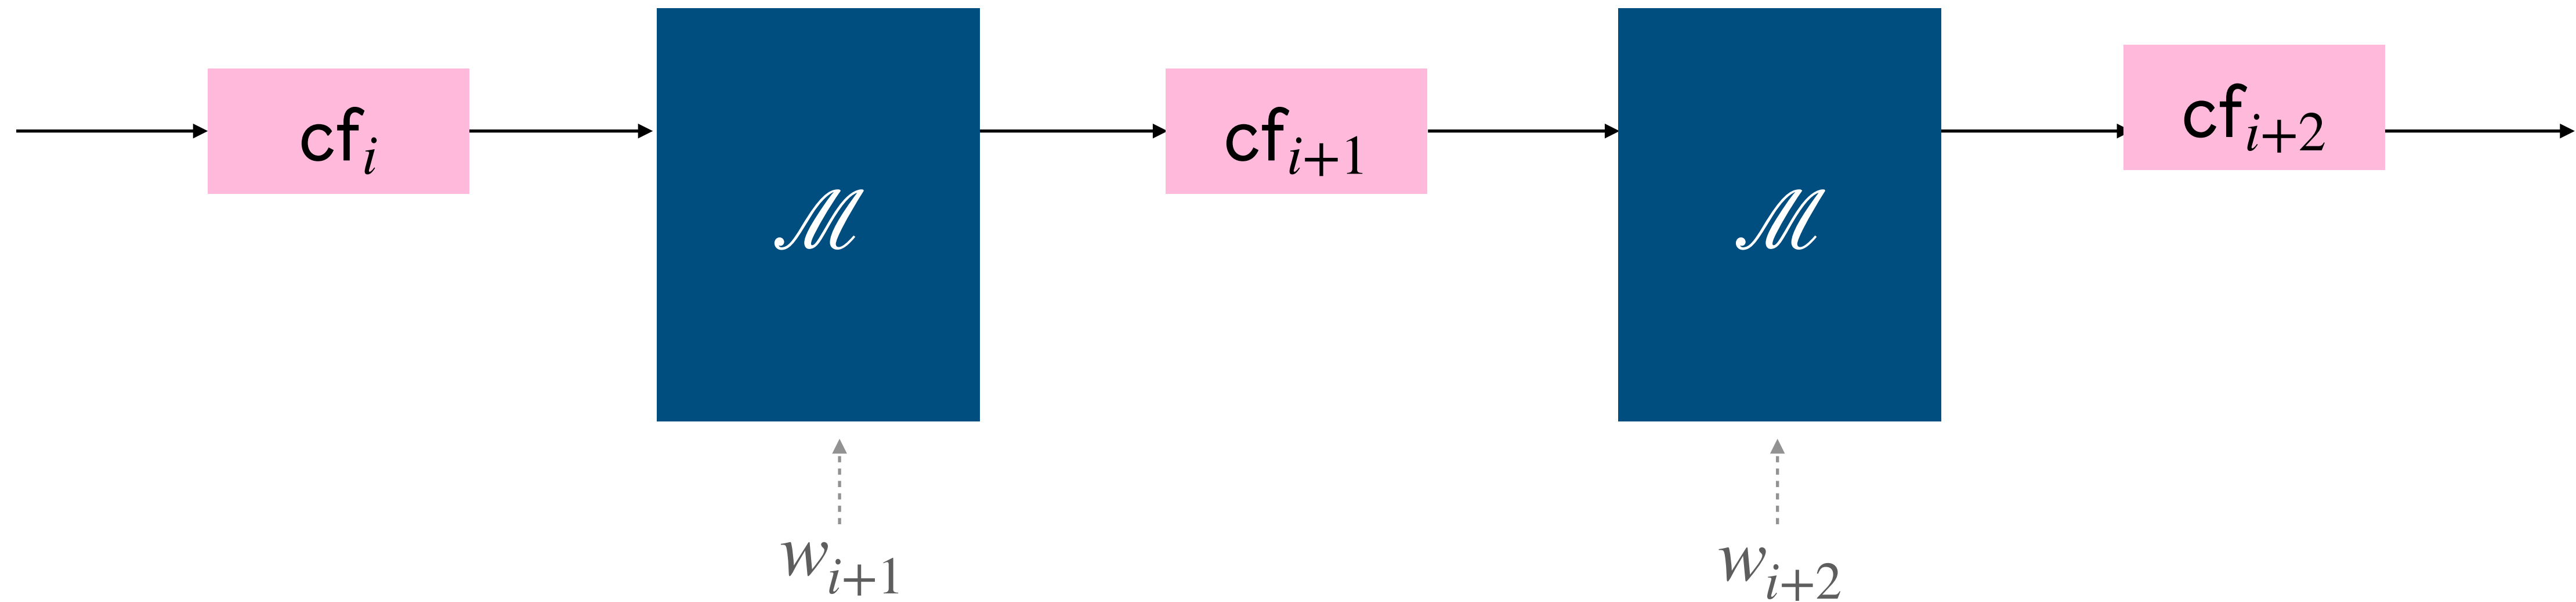 cf_i
ℳ
cf_{i+1}
ℳ
cf_{i+2}
w_{i+1}
w_{i+2}